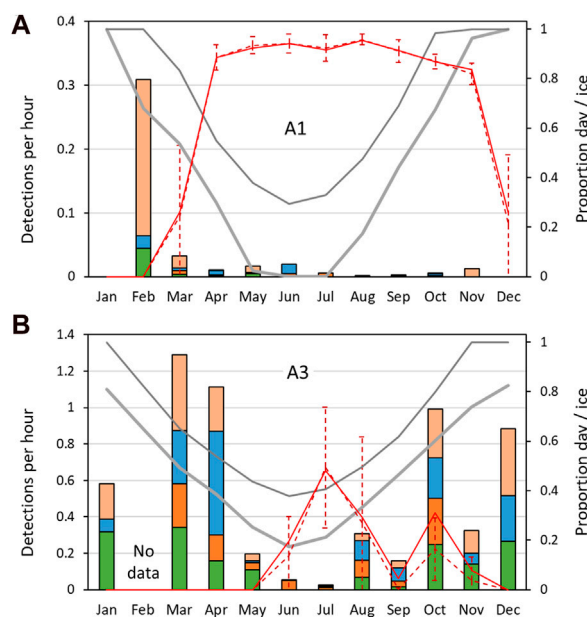 A
Detections per hour
0.4
0.3
0.2
0.1
0
A1
1
0.8
0.6
0.4
0.2
0
Proportion day / ice
Jan Feb Mar Apr May Jun Jul Aug Sep Oct Nov Dec
B
Detections per hour
1.4
1.2
1.0
0.8
0.6
0.4
0.2
0
A3
No
data
1
0.8
0.6
0.4
0.2
0
Proportion day / ice
Jan Feb Mar Apr May Jun Jul Aug Sep Oct Nov Dec